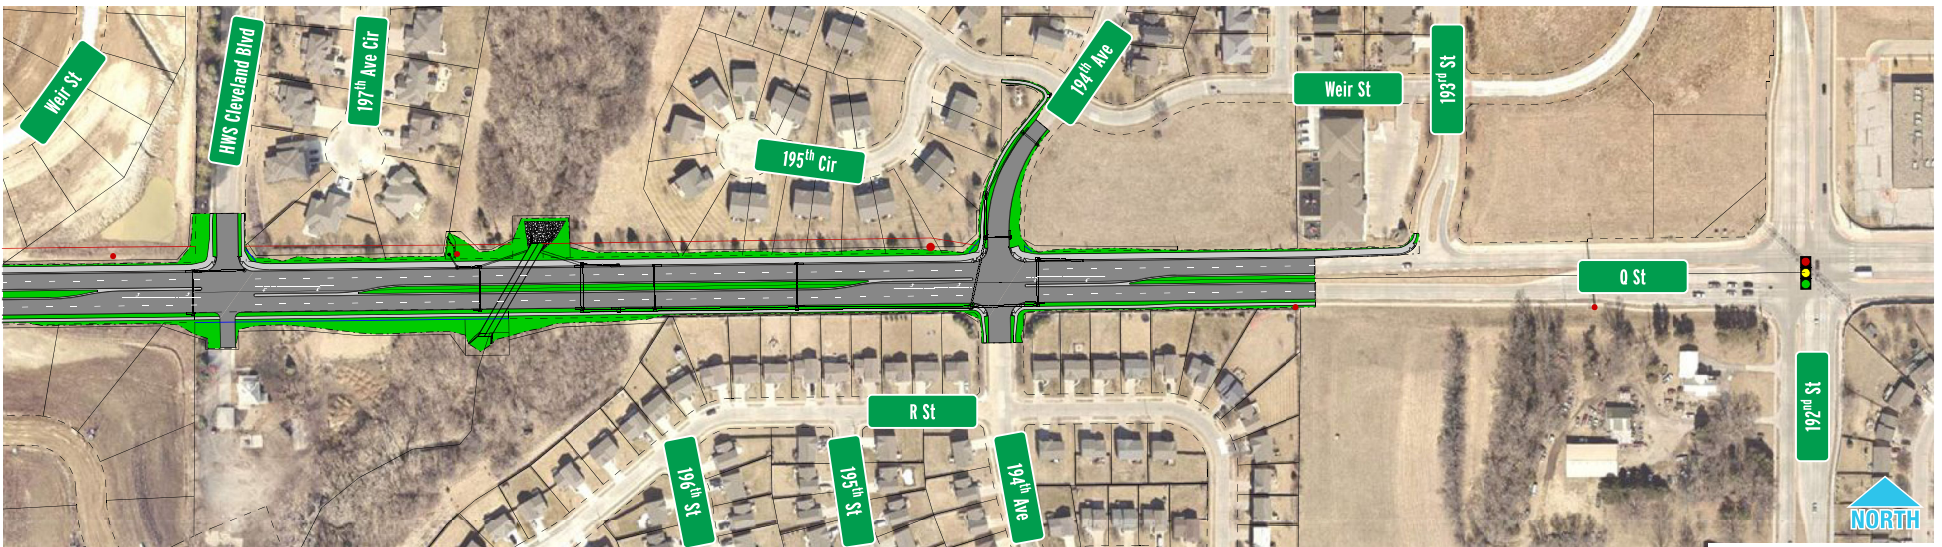 Weir St
HWS Cleveland Blvd
197th Ave Cir
195th Cir
194th Ave
Weir St
193rd St
Q St
R St
196th St
195th St
194th Ave
192nd St
NORTH